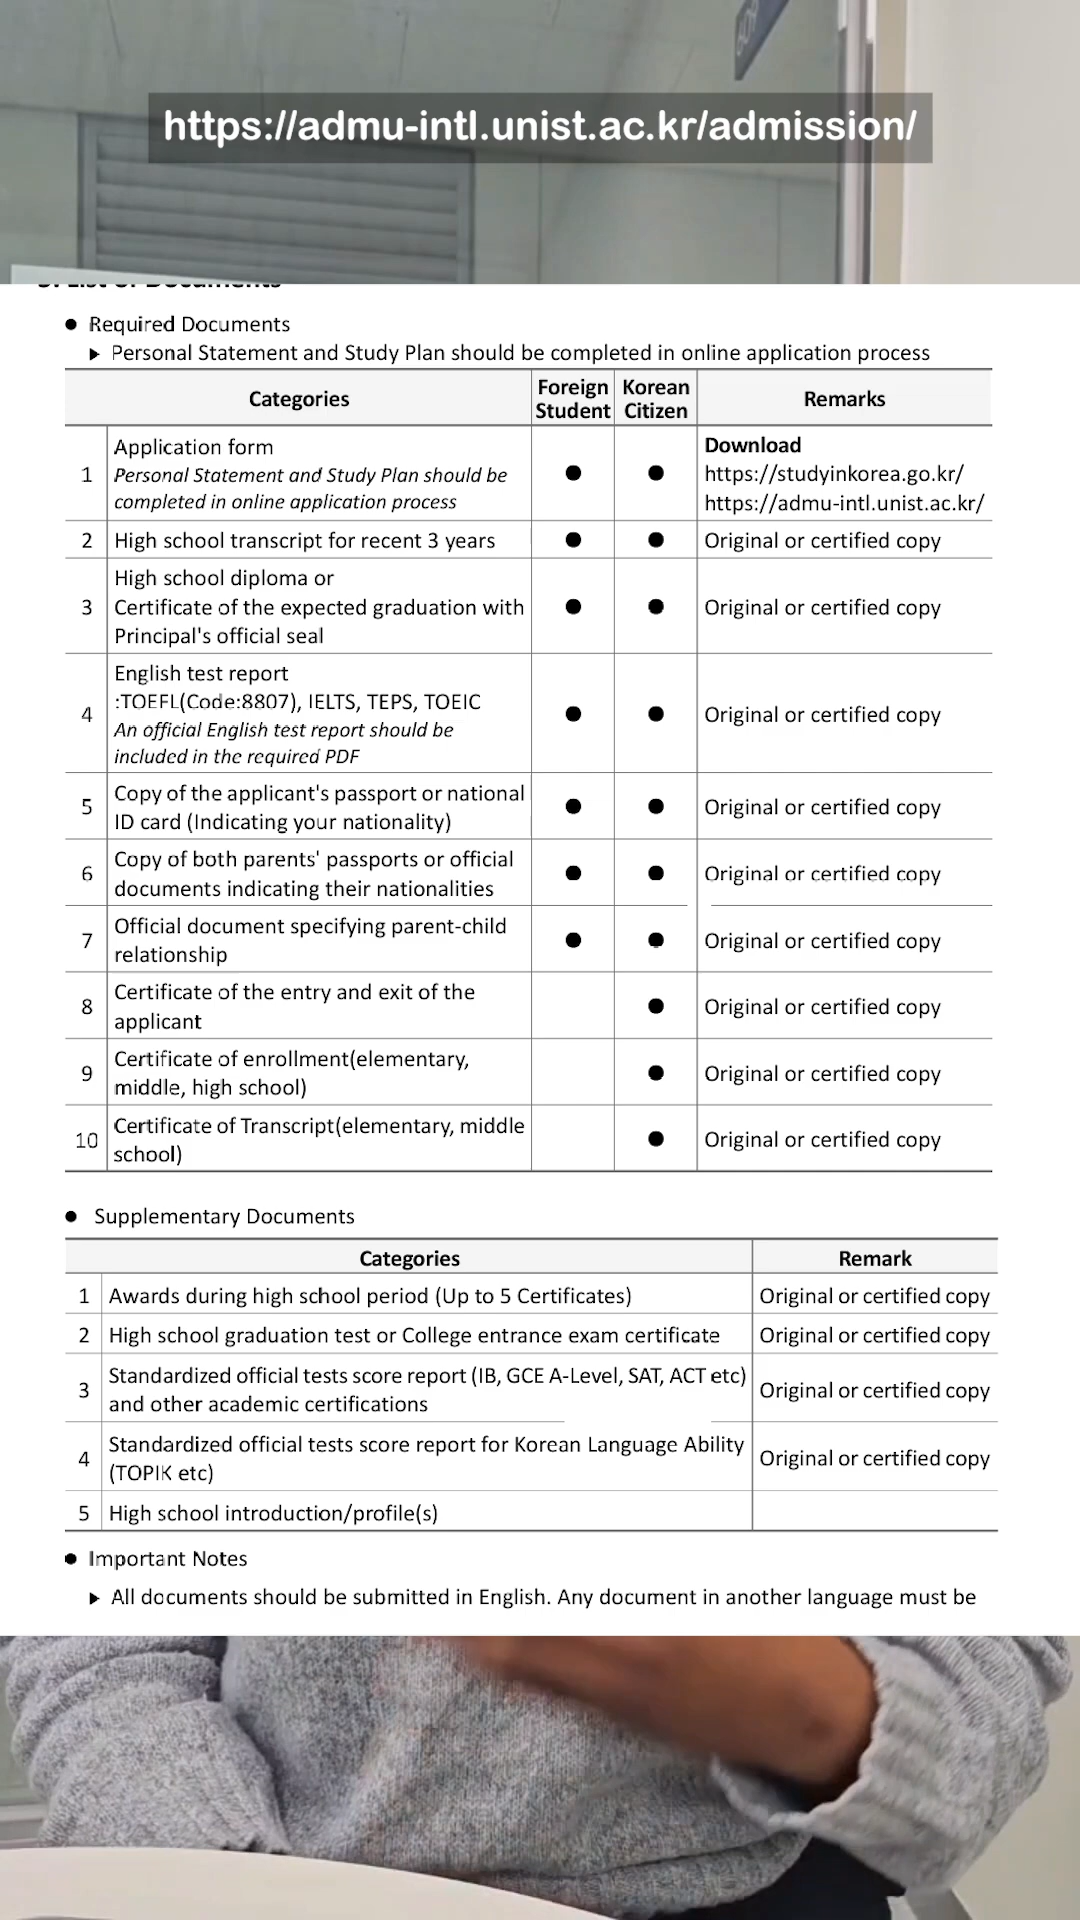 https://admu-intl.unist.ac.kr/admission/
● Required Documents
▶ Personal Statement and Study Plan should be completed in online application process
Categories
Foreign Student
Korean Citizen
Remarks
1
Application form
Personal Statement and Study Plan should be
completed in online application process
●
●
Download
https://studyinkorea.go.kr/
https://admu-intl.unist.ac.kr/
2 High school transcript for recent 3 years ● ● Original or certified copy
3
High school diploma or
Certificate of the expected graduation with
Principal's official seal
●
●
Original or certified copy
4
English test report
:TOEFL(Code:8807), IELTS, TEPS, TOEIC
An official English test report should be
included in the required PDF
●
●
Original or certified copy
5
Copy of the applicant's passport or national
ID card (Indicating your nationality)
●
●
Original or certified copy
6
Copy of both parents' passports or official
documents indicating their nationalities
●
●
Original or certified copy
7
Official document specifying parent-child
relationship
●
●
Original or certified copy
8
Certificate of the entry and exit of the
applicant
●
Original or certified copy
9
Certificate of enrollment(elementary,
middle, high school)
●
Original or certified copy
10
Certificate of Transcript(elementary, middle
school)
●
Original or certified copy
● Supplementary Documents
Categories
Remark
1 Awards during high school period (Up to 5 Certificates) Original or certified copy
2 High school graduation test or College entrance exam certificate Original or certified copy
3
Standardized official tests score report (IB, GCE A-Level, SAT, ACT etc)
and other academic certifications
Original or certified copy
4
Standardized official tests score report for Korean Language Ability
(TOPIK etc)
Original or certified copy
5 High school introduction/profile(s)
● Important Notes
▶ All documents should be submitted in English. Any document in another language must be